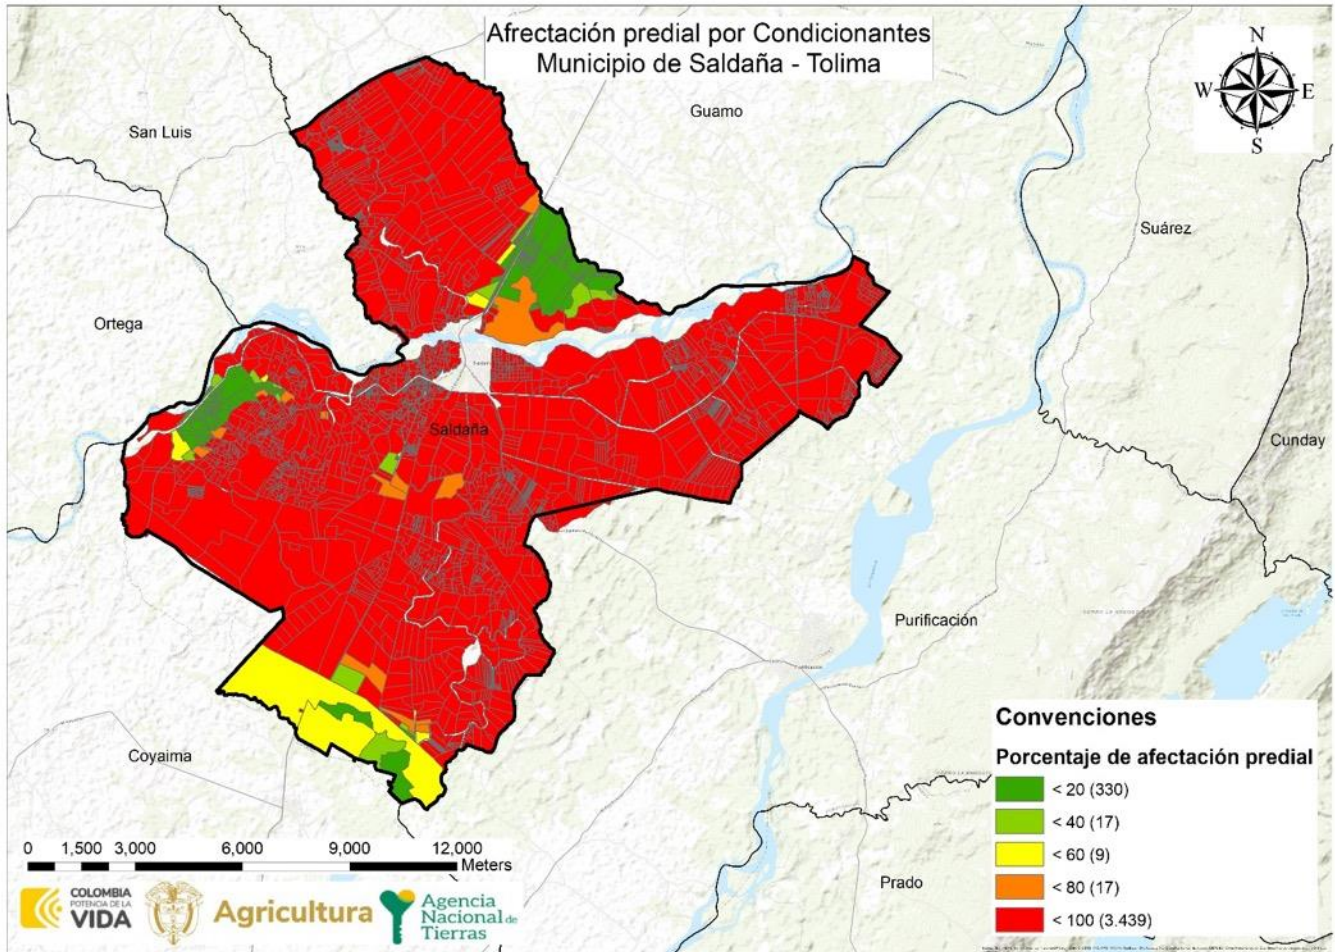 Afectación predial por Condicionantes
Municipio de Saldaña - Tolima
N
W E
S
Guamo
San Luis
Suárez
Ortega
Saldaña
Cunday
Purificación
Coyaima
Prado
Convenciones
Porcentaje de afectación predial
< 20 (330)
< 40 (17)
< 60 (9)
< 80 (17)
< 100 (3.439)
0 1,500 3,000 6,000 9,000 12,000
Meters
COLOMBIA
POTENCIA DE LA
VIDA
Agricultura
Agencia
Nacional de
Tierras